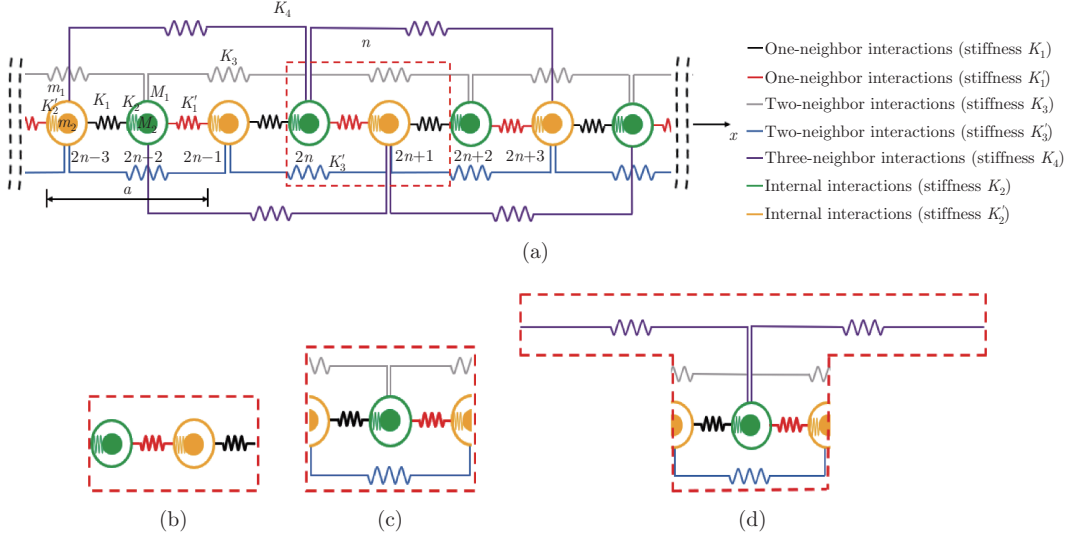 K₄
n
K₃
m₁
M₁
K₂′
K₁
K₂
K₁′
m₂
M₂
x
2n−3
2n−2
2n−1
2n
2n+1
2n+2
2n+3
K₃′
a
One-neighbor interactions (stiffness K₁)
One-neighbor interactions (stiffness K₁′)
Two-neighbor interactions (stiffness K₃)
Two-neighbor interactions (stiffness K₃′)
Three-neighbor interactions (stiffness K₄)
Internal interactions (stiffness K₂)
Internal interactions (stiffness K₂′)
(a)
(b)
(c)
(d)